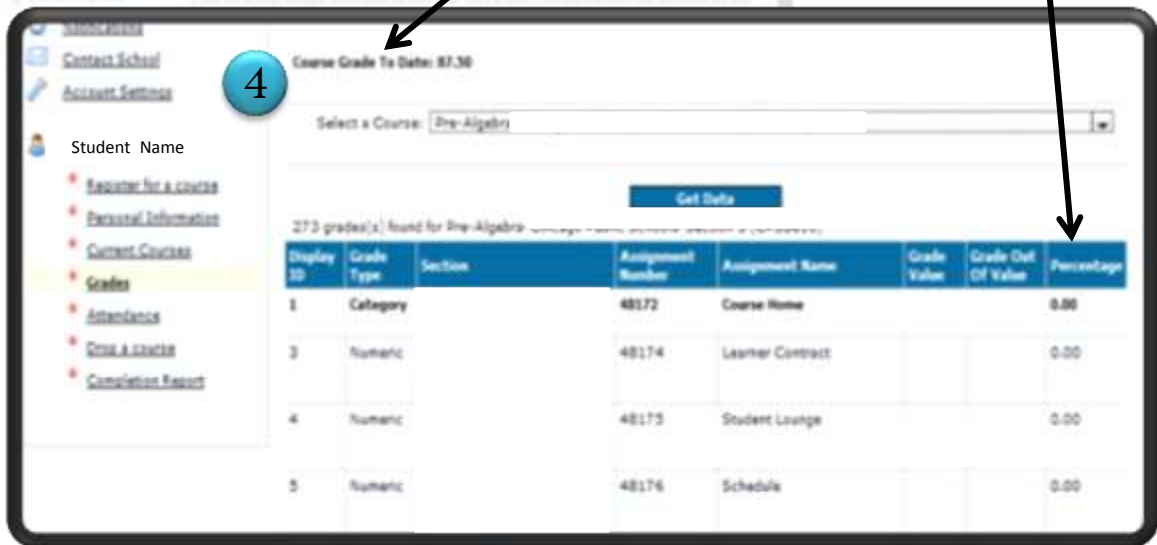 Notifications
Contact School
Account Settings
4
Course Grade To Date: 87.50
Select a Course: Pre-Algebra
Student Name
Register for a course
Personal Information
Current Courses
Grades
Attendance
Drop a course
Completion Report
Get Data
273 grades(s) found for Pre-Algebra
Display ID Grade Type Section Assignment Number Assignment Name Grade Value Grade Out Of Value Percentage
1 Category 48172 Course Home 0.00
3 Numeric 48174 Learner Contract 0.00
4 Numeric 48175 Student Lounge 0.00
5 Numeric 48176 Schedule 0.00